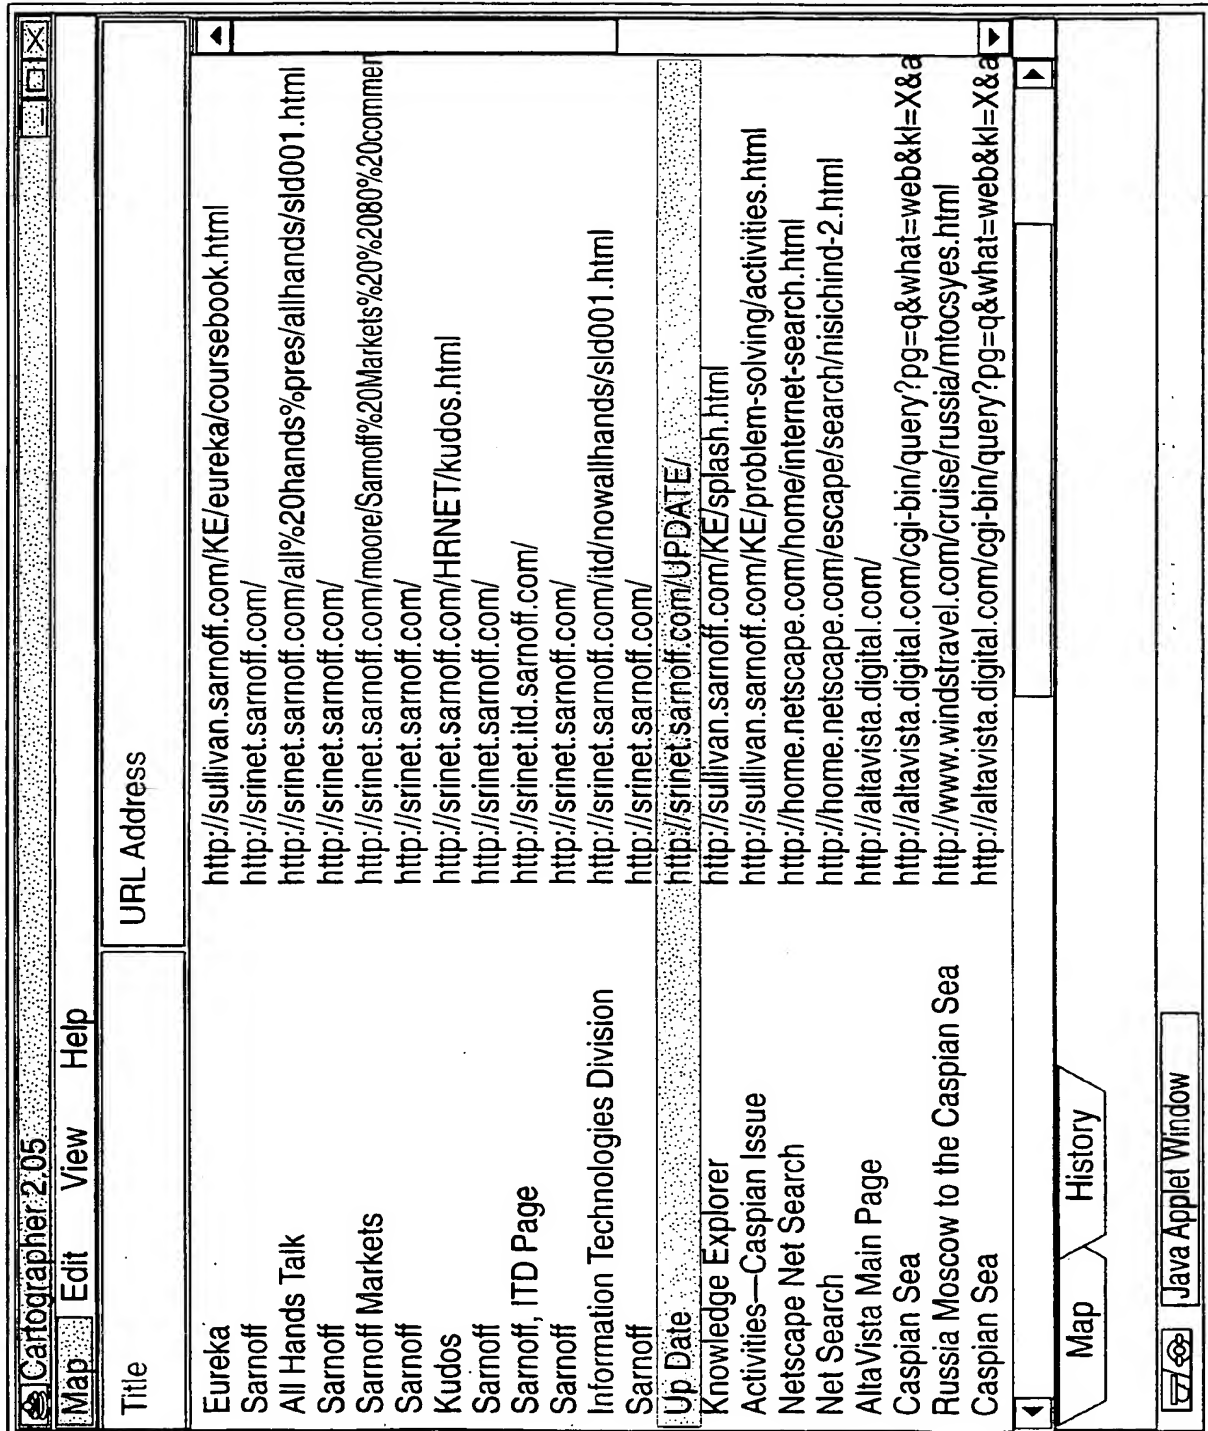 Cartographer 2.05
Map Edit View Help
Title URL Address
Eureka http://sullivan.sarnoff.com/KE/eureka/coursebook.html
Sarnoff http://srinet.sarnoff.com/
All Hands Talk http://srinet.sarnoff.com/all%20hands%pres/allhands/sld001.html
Sarnoff http://srinet.sarnoff.com/
Sarnoff Markets http://srinet.sarnoff.com/moore/Sarnoff%20Markets%20%2080%20commen
Sarnoff http://srinet.sarnoff.com/
Kudos http://srinet.sarnoff.com/HRNET/kudos.html
Sarnoff http://srinet.sarnoff.com/
Sarnoff, ITD Page http://srinet.itd.sarnoff.com/
Sarnoff http://srinet.sarnoff.com/
Information Technologies Division http://srinet.sarnoff.com/itd/nowallhands/sld001.html
Sarnoff http://srinet.sarnoff.com/
Up Date http://srinet.sarnoff.com/UPDATE/
Knowledge Explorer http://sullivan.sarnoff.com/KE/splash.html
Activities—Caspian Issue http://sullivan.sarnoff.com/KE/problem-solving/activities.html
Netscape Net Search http://home.netscape.com/home/internet-search.html
Net Search http://home.netscape.com/escape/search/nisichind-2.html
AltaVista Main Page http://altavista.digital.com/
Caspian Sea http://altavista.digital.com/cgi-bin/query?pg=q&what=web&kl=X&a
Russia Moscow to the Caspian Sea http://www.windstravel.com/cruise/russia/mtocsyes.html
Caspian Sea http://altavista.digital.com/cgi-bin/query?pg=q&what=web&kl=X&a
Map History
Java Applet Window